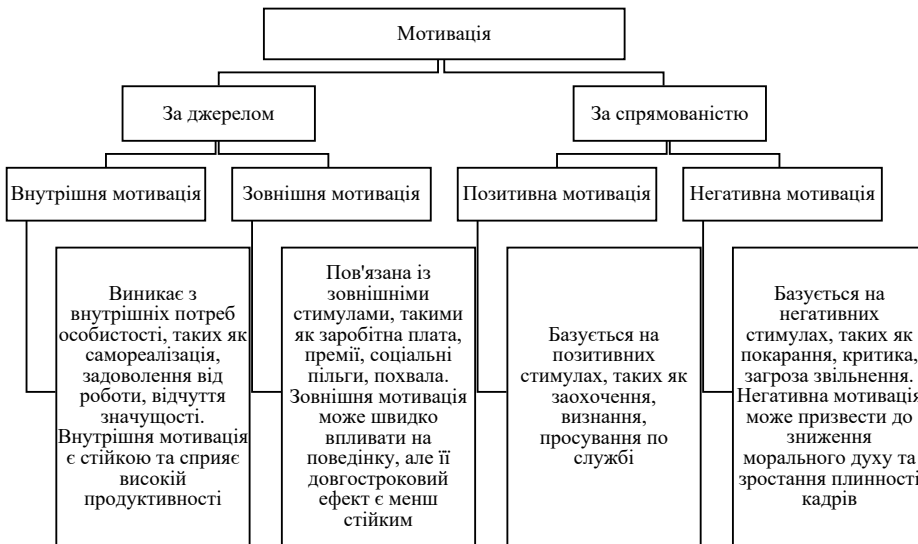 Мотивація
За джерелом
За спрямованістю
Внутрішня мотивація
Зовнішня мотивація
Позитивна мотивація
Негативна мотивація
Виникає з
внутрішніх потреб
особистості, таких як
самореалізація,
задоволення від
роботи, відчуття
значущості.
Внутрішня мотивація
є стійкою та сприяє
високій
продуктивності
Пов'язана із
зовнішніми
стимулами, такими
як заробітна плата,
премії, соціальні
пільги, похвала.
Зовнішня мотивація
може швидко
впливати на
поведінку, але її
довгостроковий
ефект є менш
стійким
Базується на
позитивних
стимулах, таких як
заохочення,
визнання,
просування по
службі
Базується на
негативних
стимулах, таких як
покарання, критика,
загроза звільнення.
Негативна мотивація
може призвести до
зниження
морального духу та
зростання плинності
кадрів